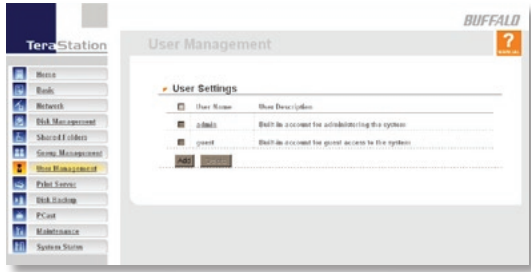 BUFFALO
TeraStation
User Management
?
Home
Basic
Network
Disk Management
Shared Folders
Group Management
User Management
Print Server
Disk Backup
PCast
Maintenance
System Status
User Settings
User Name User Description
admin Built-in account for administering the system
guest Built-in account for guest access to the system
Add